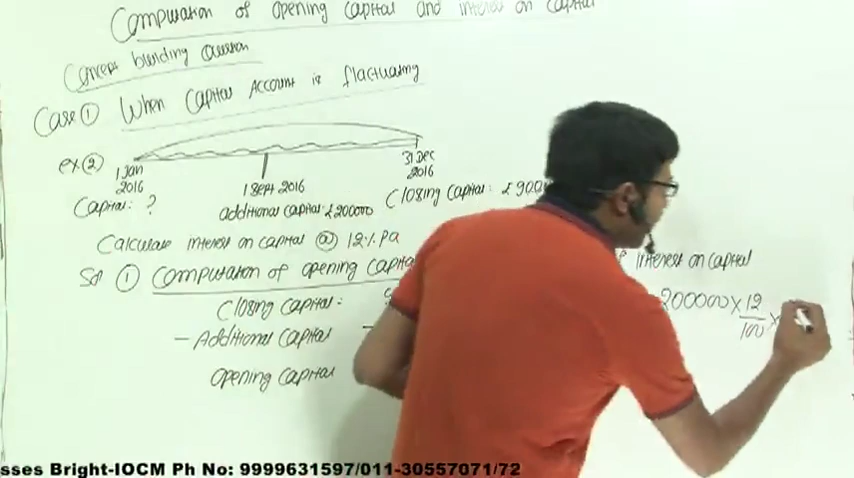 Computation of opening capital and interest on capital
Concept building Question
Case ① When Capital Account is fluctuating
ex ②
1 Jan 2016
1 Sept 2016
31 Dec 2016
Capital: ?
additional capital: ₹200000
Closing Capital: ₹900
Calculate interest on capital @ 12% Pa
Sol ① Computation of opening Capital
Closing Capital:
- Additional Capital -
opening Capital
interest on capital
200000 × 12/100 ×
sses Bright-IOCM Ph No: 9999631597/011-30557071/72